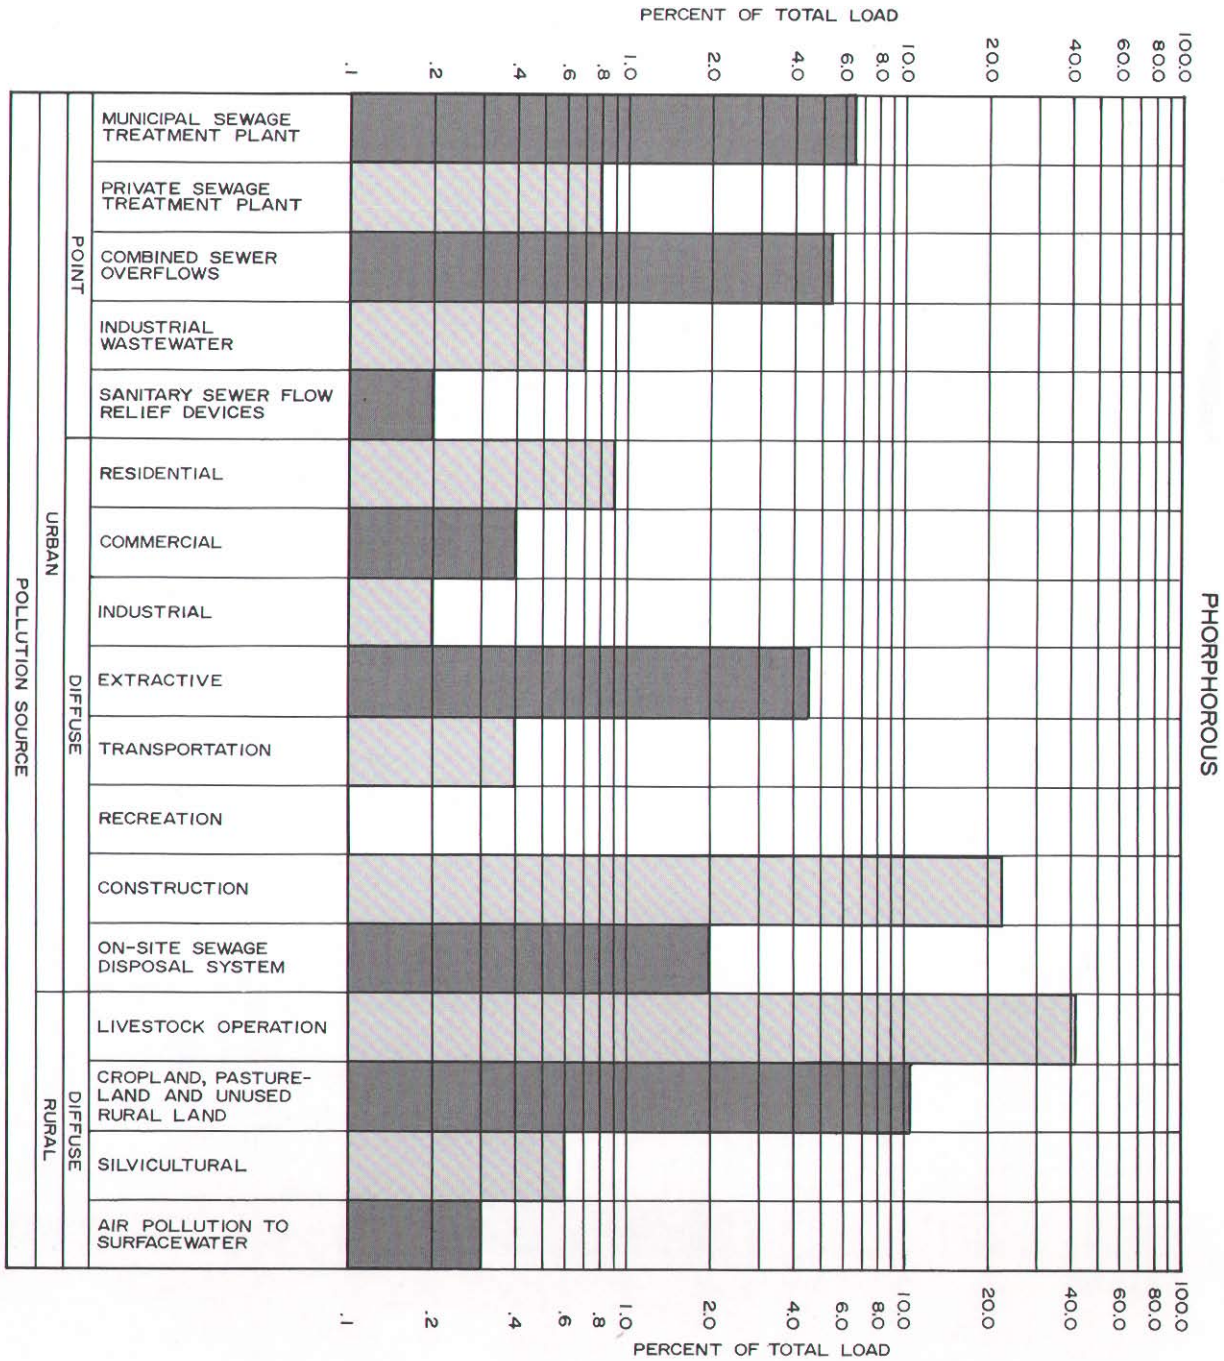 PERCENT OF TOTAL LOAD
.1
.2
.4
.6
.8
1.0
2.0
4.0
6.0
8.0
10.0
20.0
40.0
60.0
80.0
100.0
PHORPHOROUS
POLLUTION SOURCE
URBAN
POINT
MUNICIPAL SEWAGE
TREATMENT PLANT
PRIVATE SEWAGE
TREATMENT PLANT
COMBINED SEWER
OVERFLOWS
INDUSTRIAL
WASTEWATER
SANITARY SEWER FLOW
RELIEF DEVICES
DIFFUSE
RESIDENTIAL
COMMERCIAL
INDUSTRIAL
EXTRACTIVE
TRANSPORTATION
RECREATION
CONSTRUCTION
ON-SITE SEWAGE
DISPOSAL SYSTEM
RURAL
DIFFUSE
LIVESTOCK OPERATION
CROPLAND, PASTURE-
LAND AND UNUSED
RURAL LAND
SILVICULTURAL
AIR POLLUTION TO
SURFACEWATER
.1
.2
.4
.6
.8
1.0
2.0
4.0
6.0
8.0
10.0
20.0
40.0
60.0
80.0
100.0
PERCENT OF TOTAL LOAD